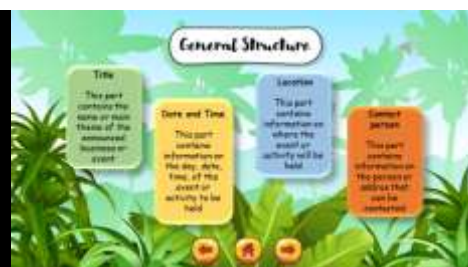 General Structure
Title
This part
contains the
name or main
theme of the
announced
business or
event
Date and Time
This part
contains
information on
the day, date,
time, of the
event or
activity to be
held
Location
This part
contains
information on
where the
event or
activity will be
held
Contact
person
This part
contains
information on
the person or
address that
can be
contacted